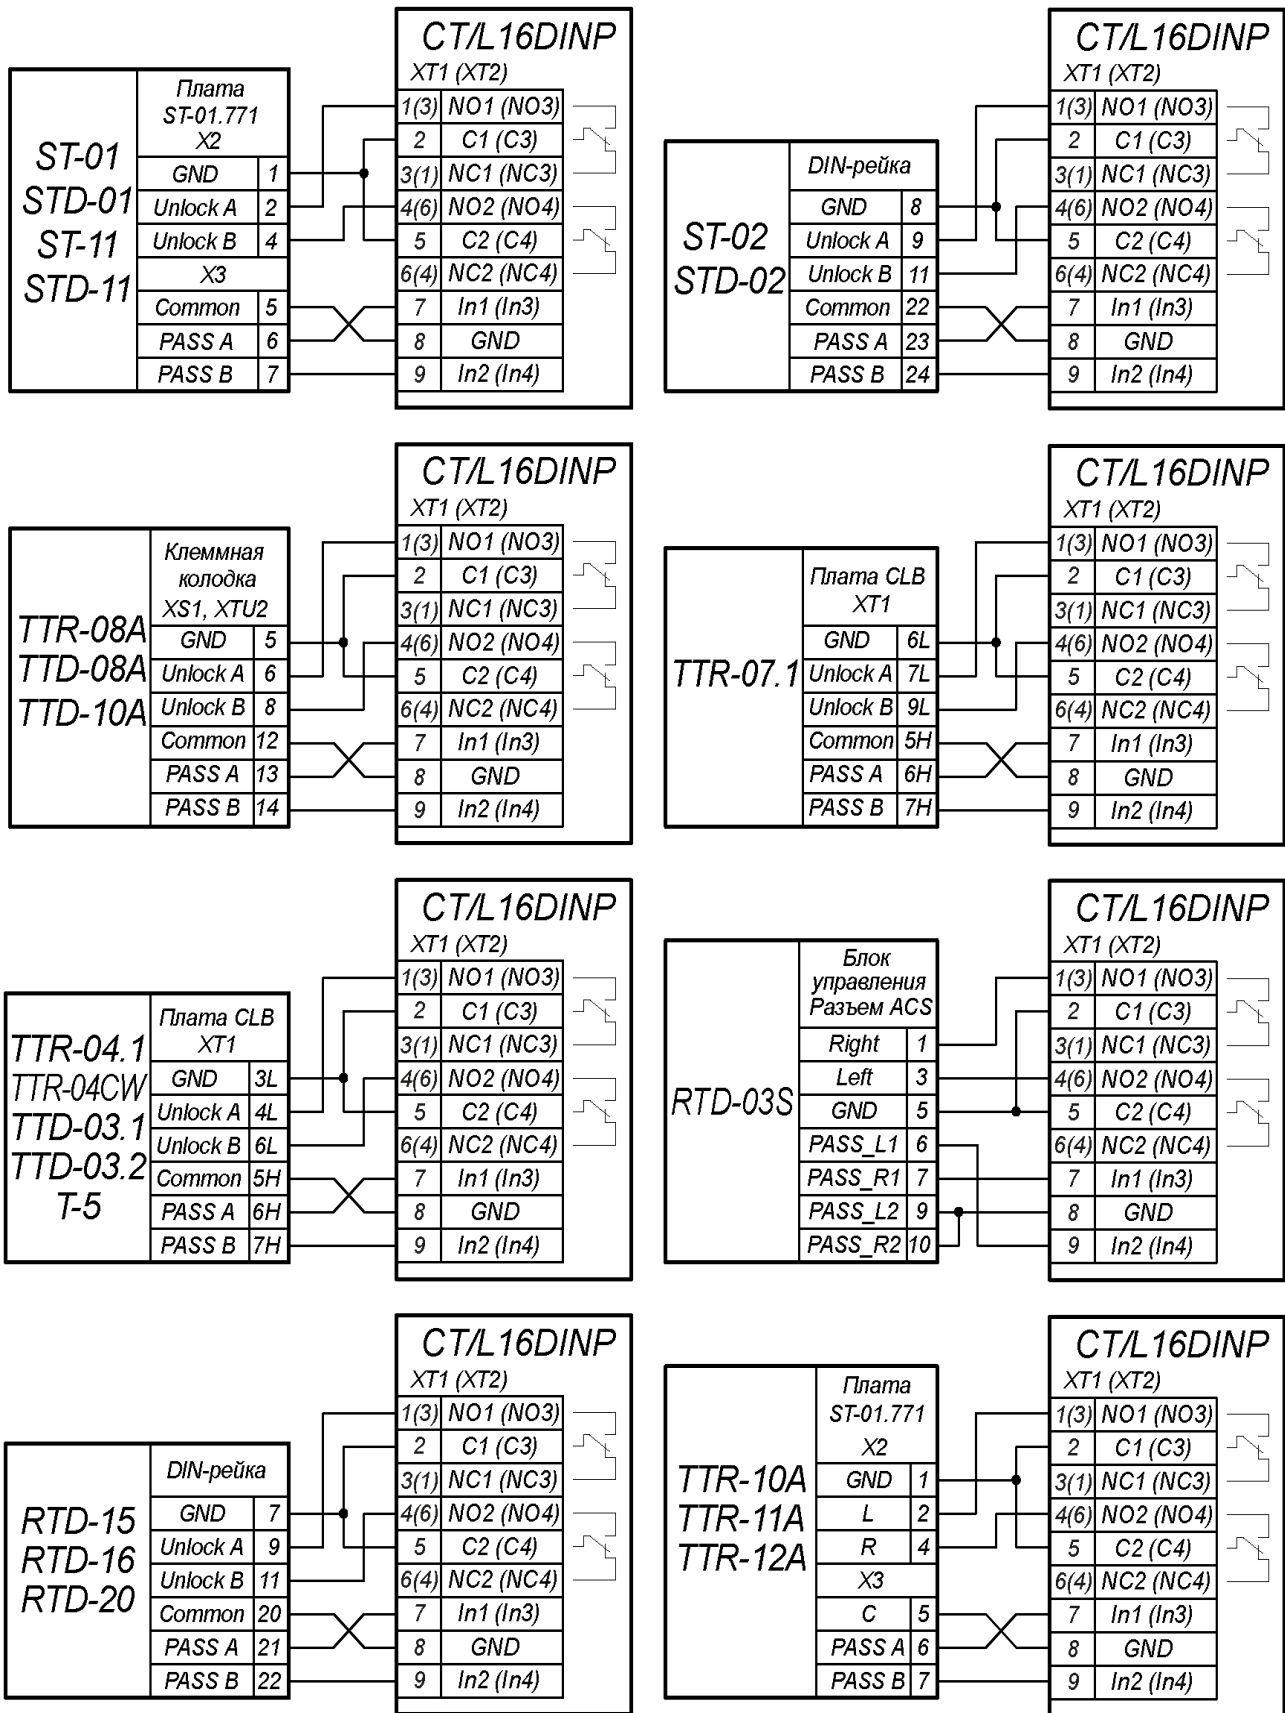 CT/L16DINP
XT1 (XT2)
ST-01
STD-01
ST-11
STD-11
Плата
ST-01.771
X2
GND 1
Unlock A 2
Unlock B 4
X3
Common 5
PASS A 6
PASS B 7
1(3) NO1 (NO3)
2 C1 (C3)
3(1) NC1 (NC3)
4(6) NO2 (NO4)
5 C2 (C4)
6(4) NC2 (NC4)
7 In1 (In3)
8 GND
9 In2 (In4)
CT/L16DINP
XT1 (XT2)
ST-02
STD-02
DIN-рейка
GND 8
Unlock A 9
Unlock B 11
Common 22
PASS A 23
PASS B 24
1(3) NO1 (NO3)
2 C1 (C3)
3(1) NC1 (NC3)
4(6) NO2 (NO4)
5 C2 (C4)
6(4) NC2 (NC4)
7 In1 (In3)
8 GND
9 In2 (In4)
CT/L16DINP
XT1 (XT2)
TTR-08A
TTD-08A
TTD-10A
Клеммная
колодка
XS1, XTU2
GND 5
Unlock A 6
Unlock B 8
Common 12
PASS A 13
PASS B 14
1(3) NO1 (NO3)
2 C1 (C3)
3(1) NC1 (NC3)
4(6) NO2 (NO4)
5 C2 (C4)
6(4) NC2 (NC4)
7 In1 (In3)
8 GND
9 In2 (In4)
CT/L16DINP
XT1 (XT2)
TTR-07.1
Плата CLB
XT1
GND 6L
Unlock A 7L
Unlock B 9L
Common 5H
PASS A 6H
PASS B 7H
1(3) NO1 (NO3)
2 C1 (C3)
3(1) NC1 (NC3)
4(6) NO2 (NO4)
5 C2 (C4)
6(4) NC2 (NC4)
7 In1 (In3)
8 GND
9 In2 (In4)
CT/L16DINP
XT1 (XT2)
TTR-04.1
TTR-04CW
TTD-03.1
TTD-03.2
T-5
Плата CLB
XT1
GND 3L
Unlock A 4L
Unlock B 6L
Common 5H
PASS A 6H
PASS B 7H
1(3) NO1 (NO3)
2 C1 (C3)
3(1) NC1 (NC3)
4(6) NO2 (NO4)
5 C2 (C4)
6(4) NC2 (NC4)
7 In1 (In3)
8 GND
9 In2 (In4)
CT/L16DINP
XT1 (XT2)
RTD-03S
Блок
управления
Разъем ACS
Right 1
Left 3
GND 5
PASS_L1 6
PASS_R1 7
PASS_L2 9
PASS_R2 10
1(3) NO1 (NO3)
2 C1 (C3)
3(1) NC1 (NC3)
4(6) NO2 (NO4)
5 C2 (C4)
6(4) NC2 (NC4)
7 In1 (In3)
8 GND
9 In2 (In4)
CT/L16DINP
XT1 (XT2)
RTD-15
RTD-16
RTD-20
DIN-рейка
GND 7
Unlock A 9
Unlock B 11
Common 20
PASS A 21
PASS B 22
1(3) NO1 (NO3)
2 C1 (C3)
3(1) NC1 (NC3)
4(6) NO2 (NO4)
5 C2 (C4)
6(4) NC2 (NC4)
7 In1 (In3)
8 GND
9 In2 (In4)
CT/L16DINP
XT1 (XT2)
TTR-10A
TTR-11A
TTR-12A
Плата
ST-01.771
X2
GND 1
L 2
R 4
X3
C 5
PASS A 6
PASS B 7
1(3) NO1 (NO3)
2 C1 (C3)
3(1) NC1 (NC3)
4(6) NO2 (NO4)
5 C2 (C4)
6(4) NC2 (NC4)
7 In1 (In3)
8 GND
9 In2 (In4)